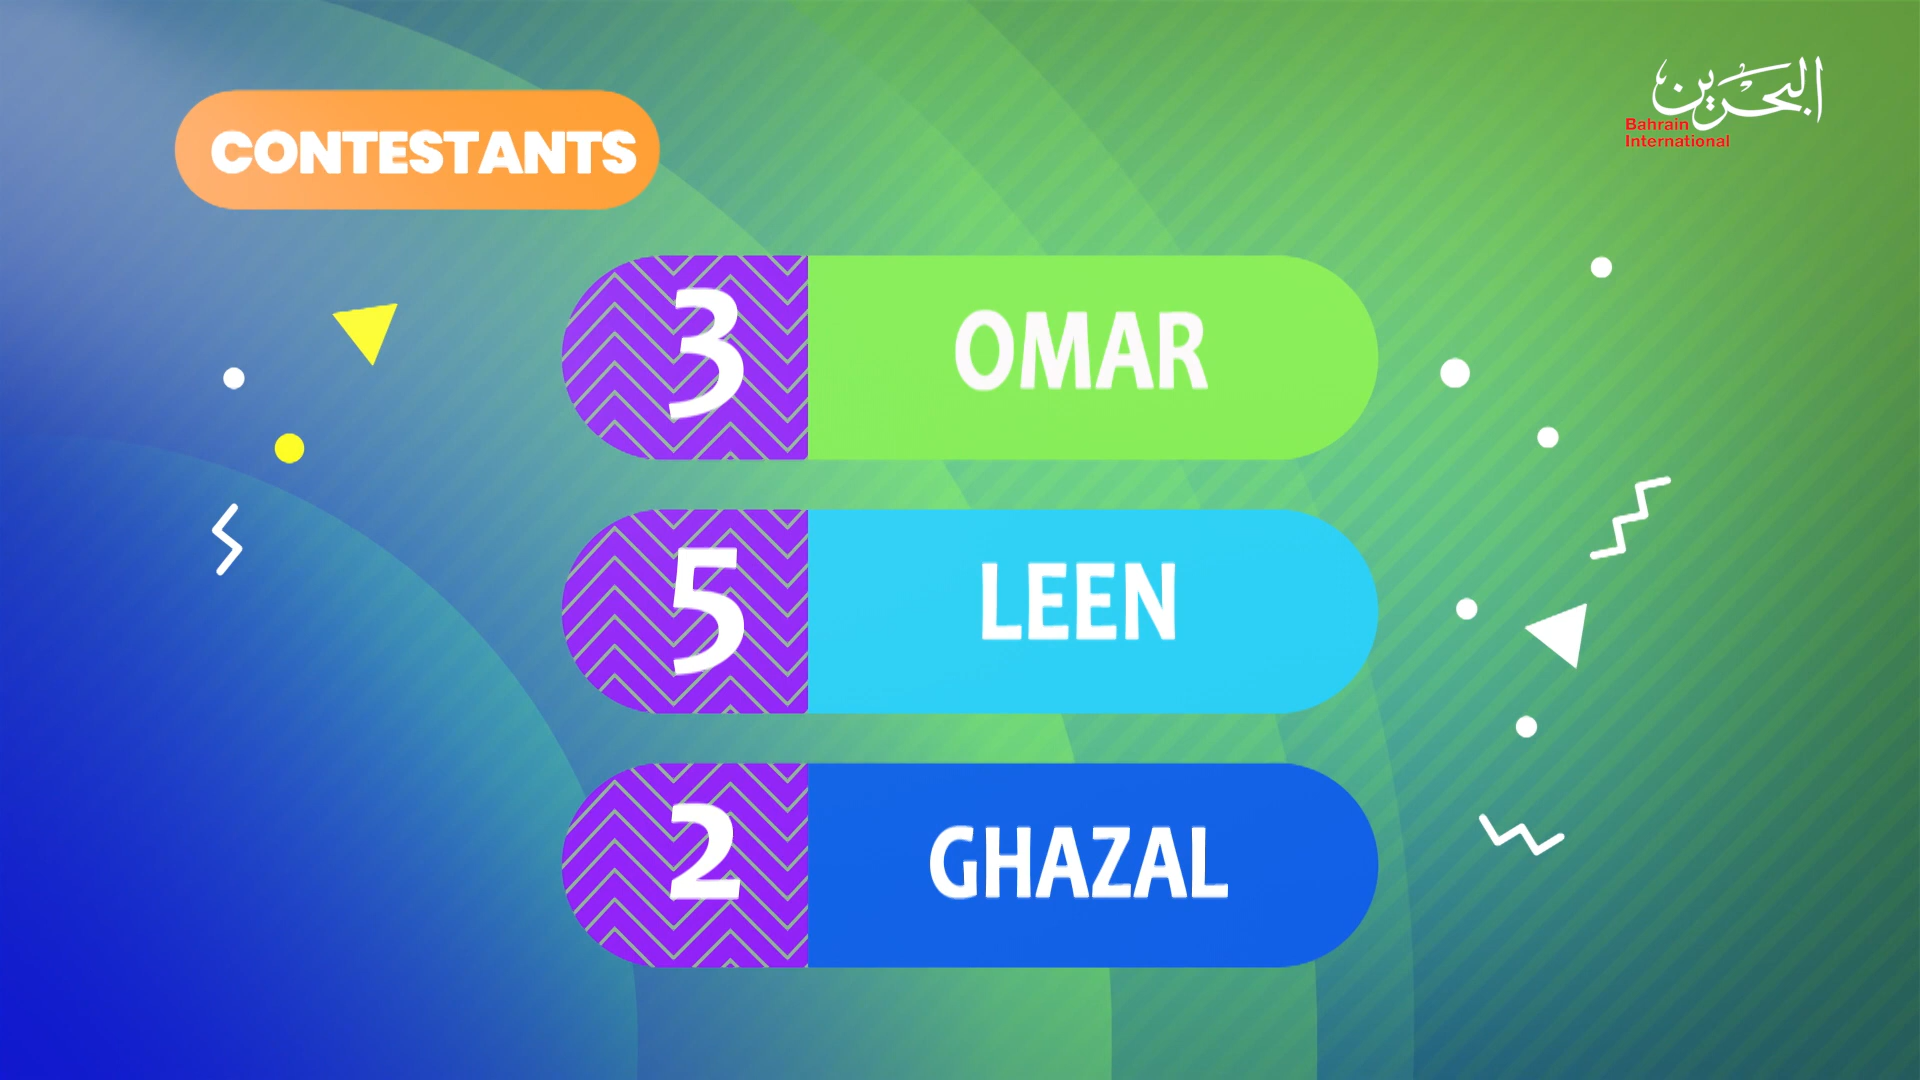 CONTESTANTS
البحرين
Bahrain
International
3 OMAR
5 LEEN
2 GHAZAL